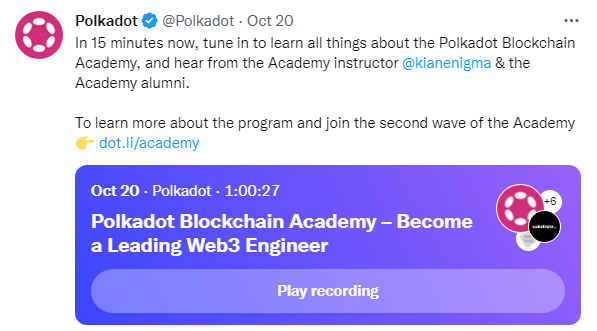 Polkadot @Polkadot · Oct 20
In 15 minutes now, tune in to learn all things about the Polkadot Blockchain
Academy, and hear from the Academy instructor @kianenigma & the
Academy alumni.
To learn more about the program and join the second wave of the Academy
👉 dot.li/academy
Oct 20 · Polkadot · 1:00:27
+6
Polkadot Blockchain Academy – Become
a Leading Web3 Engineer
substrate_
Play recording